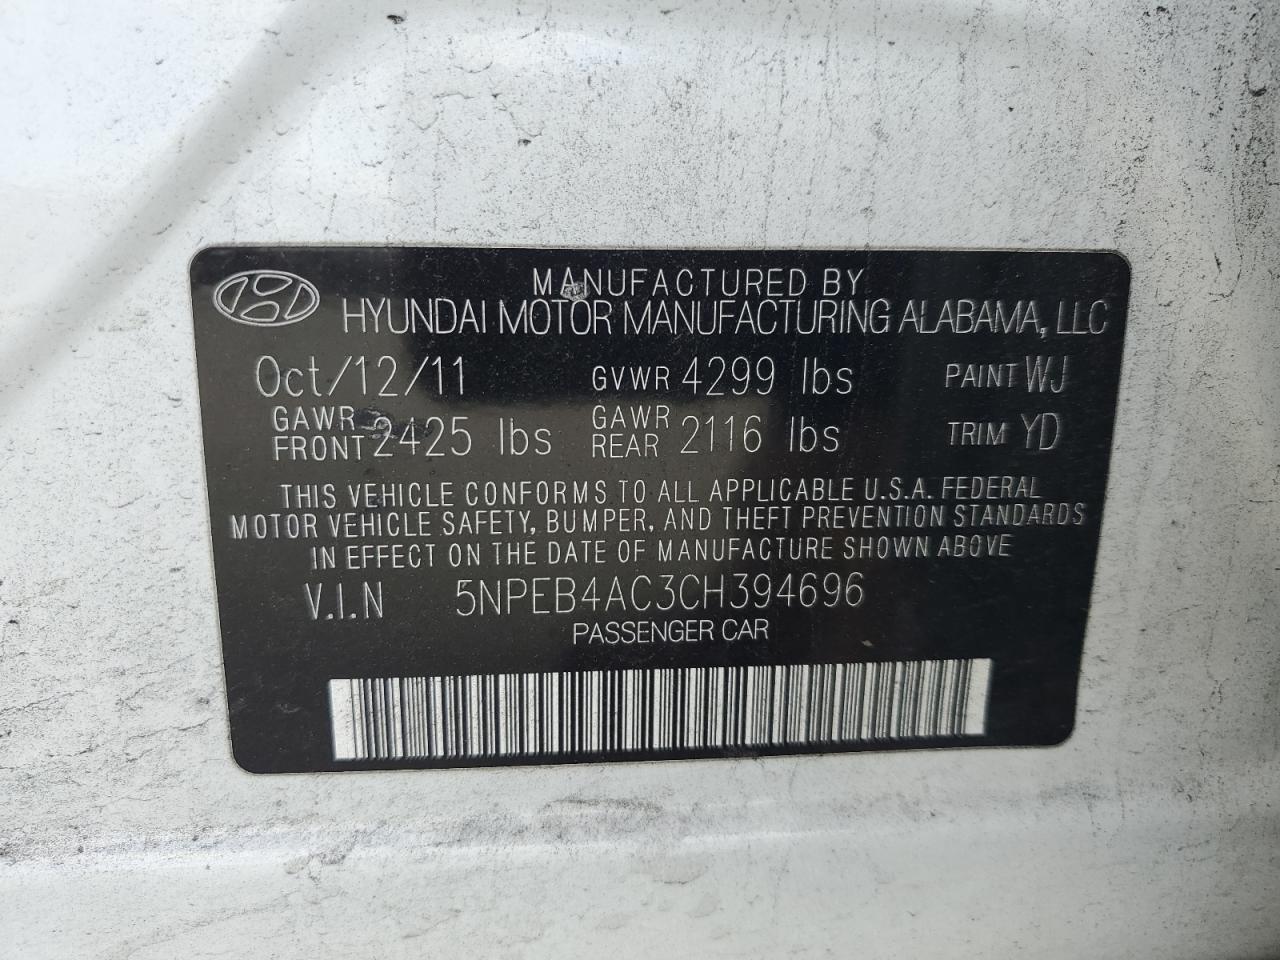 MANUFACTURED BY
HYUNDAI MOTOR MANUFACTURING ALABAMA, LLC
Oct/12/11 GVWR 4299 lbs PAINT WJ
GAWR FRONT 2425 lbs GAWR REAR 2116 lbs TRIM YD
THIS VEHICLE CONFORMS TO ALL APPLICABLE U.S.A. FEDERAL
MOTOR VEHICLE SAFETY, BUMPER, AND THEFT PREVENTION STANDARDS
IN EFFECT ON THE DATE OF MANUFACTURE SHOWN ABOVE
V.I.N 5NPEB4AC3CH394696
PASSENGER CAR